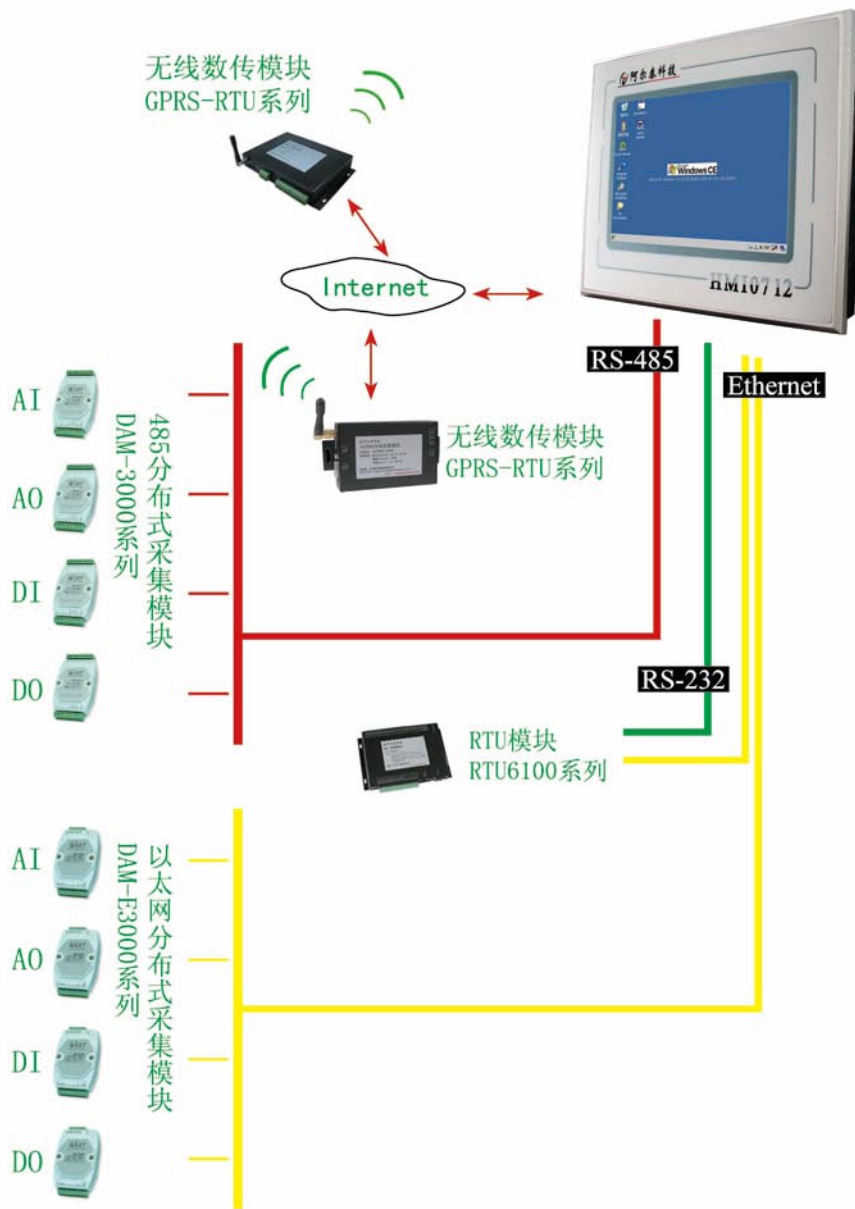 无线数传模块
GPRS-RTU系列
阿尔泰科技
Windows CE
HMI0712
Internet
RS-485
Ethernet
AI
AO
DI
DO
485分布式采集模块
DAM-3000系列
无线数传模块
GPRS-RTU系列
RS-232
RTU模块
RTU6100系列
AI
AO
DI
DO
以太网分布式采集模块
DAM-E3000系列